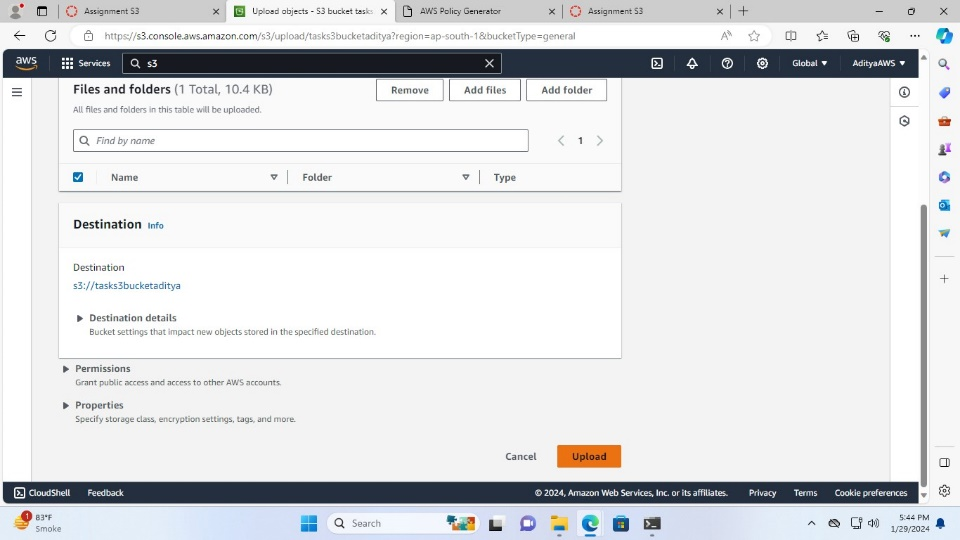 Assignment S3
Upload objects - S3 bucket tasks
AWS Policy Generator
Assignment S3
https://s3.console.aws.amazon.com/s3/upload/tasks3bucketaditya?region=ap-south-1&bucketType=general
aws
Services
s3
Global
AdityaAWS
Files and folders (1 Total, 10.4 KB)
Remove
Add files
Add folder
All files and folders in this table will be uploaded.
Find by name
1
Name
Folder
Type
Destination Info
Destination
s3://tasks3bucketaditya
Destination details
Bucket settings that impact new objects stored in the specified destination.
Permissions
Grant public access and access to other AWS accounts.
Properties
Specify storage class, encryption settings, tags, and more.
Cancel
Upload
CloudShell
Feedback
© 2024, Amazon Web Services, Inc. or its affiliates.
Privacy
Terms
Cookie preferences
1
83°F
Smoke
Search
5:44 PM
1/29/2024